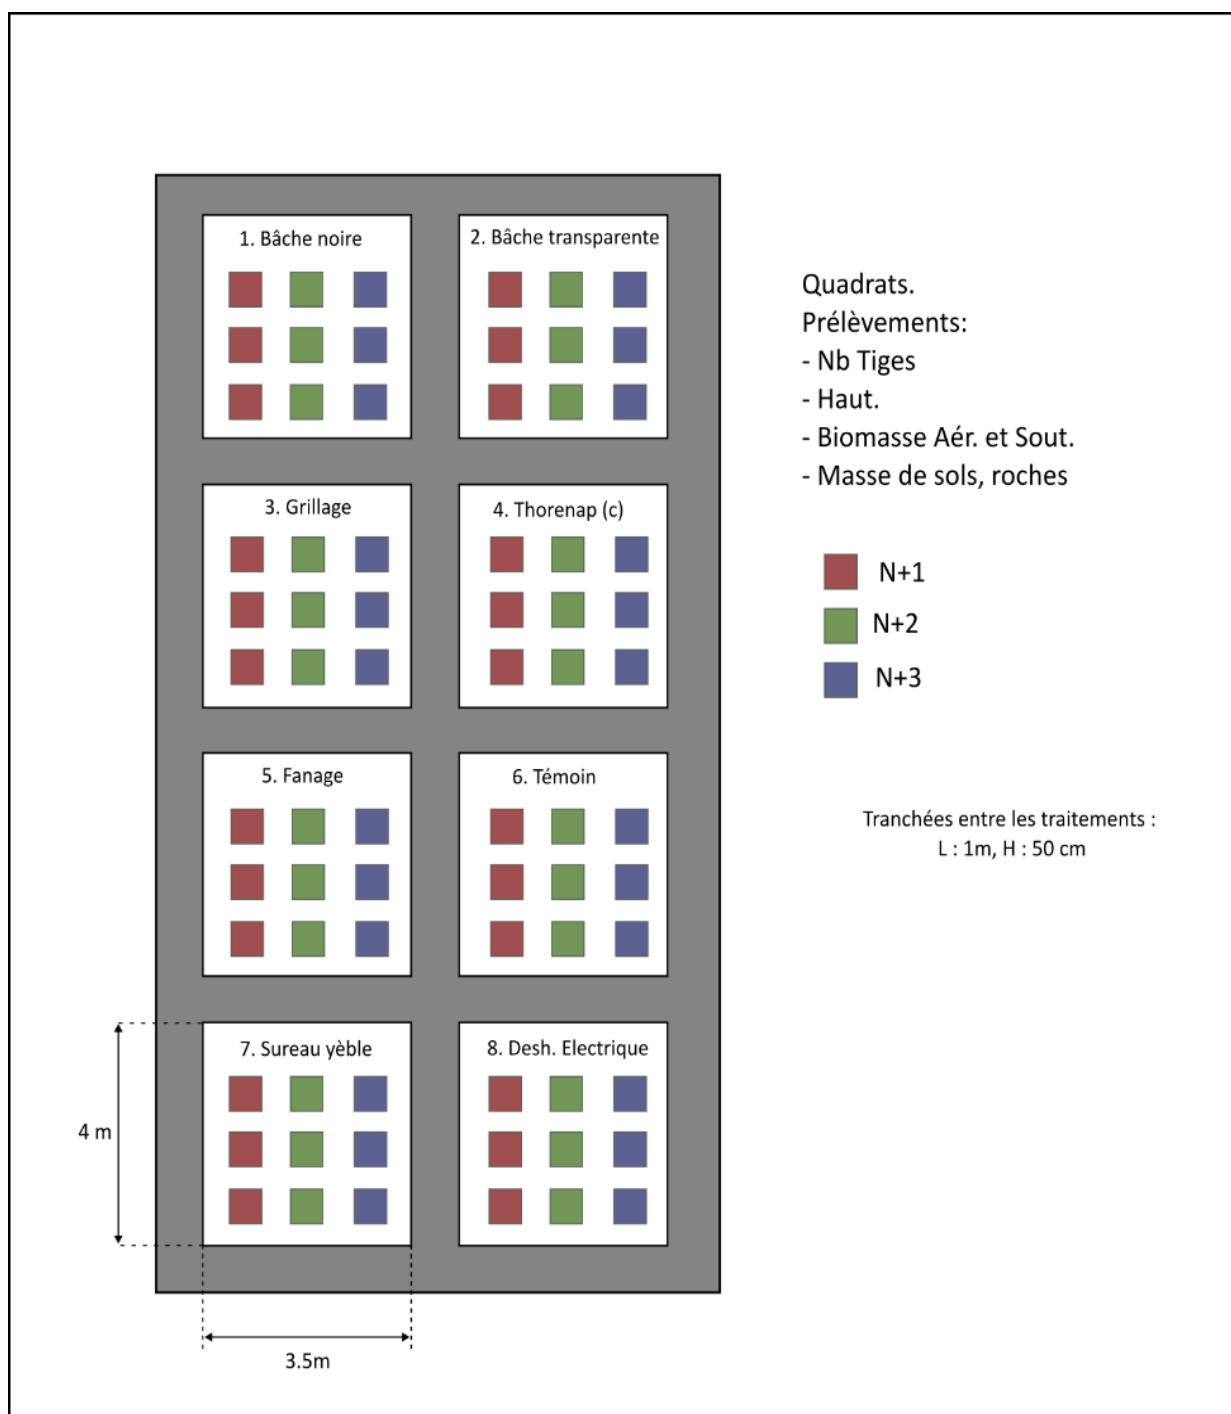 1. Bâche noire
2. Bâche transparente
3. Grillage
4. Thorenap (c)
5. Fanage
6. Témoin
7. Sureau yèble
8. Desh. Electrique
4 m
3.5m
Quadrats.
Prélèvements:
- Nb Tiges
- Haut.
- Biomasse Aér. et Sout.
- Masse de sols, roches
N+1
N+2
N+3
Tranchées entre les traitements :
L : 1m, H : 50 cm